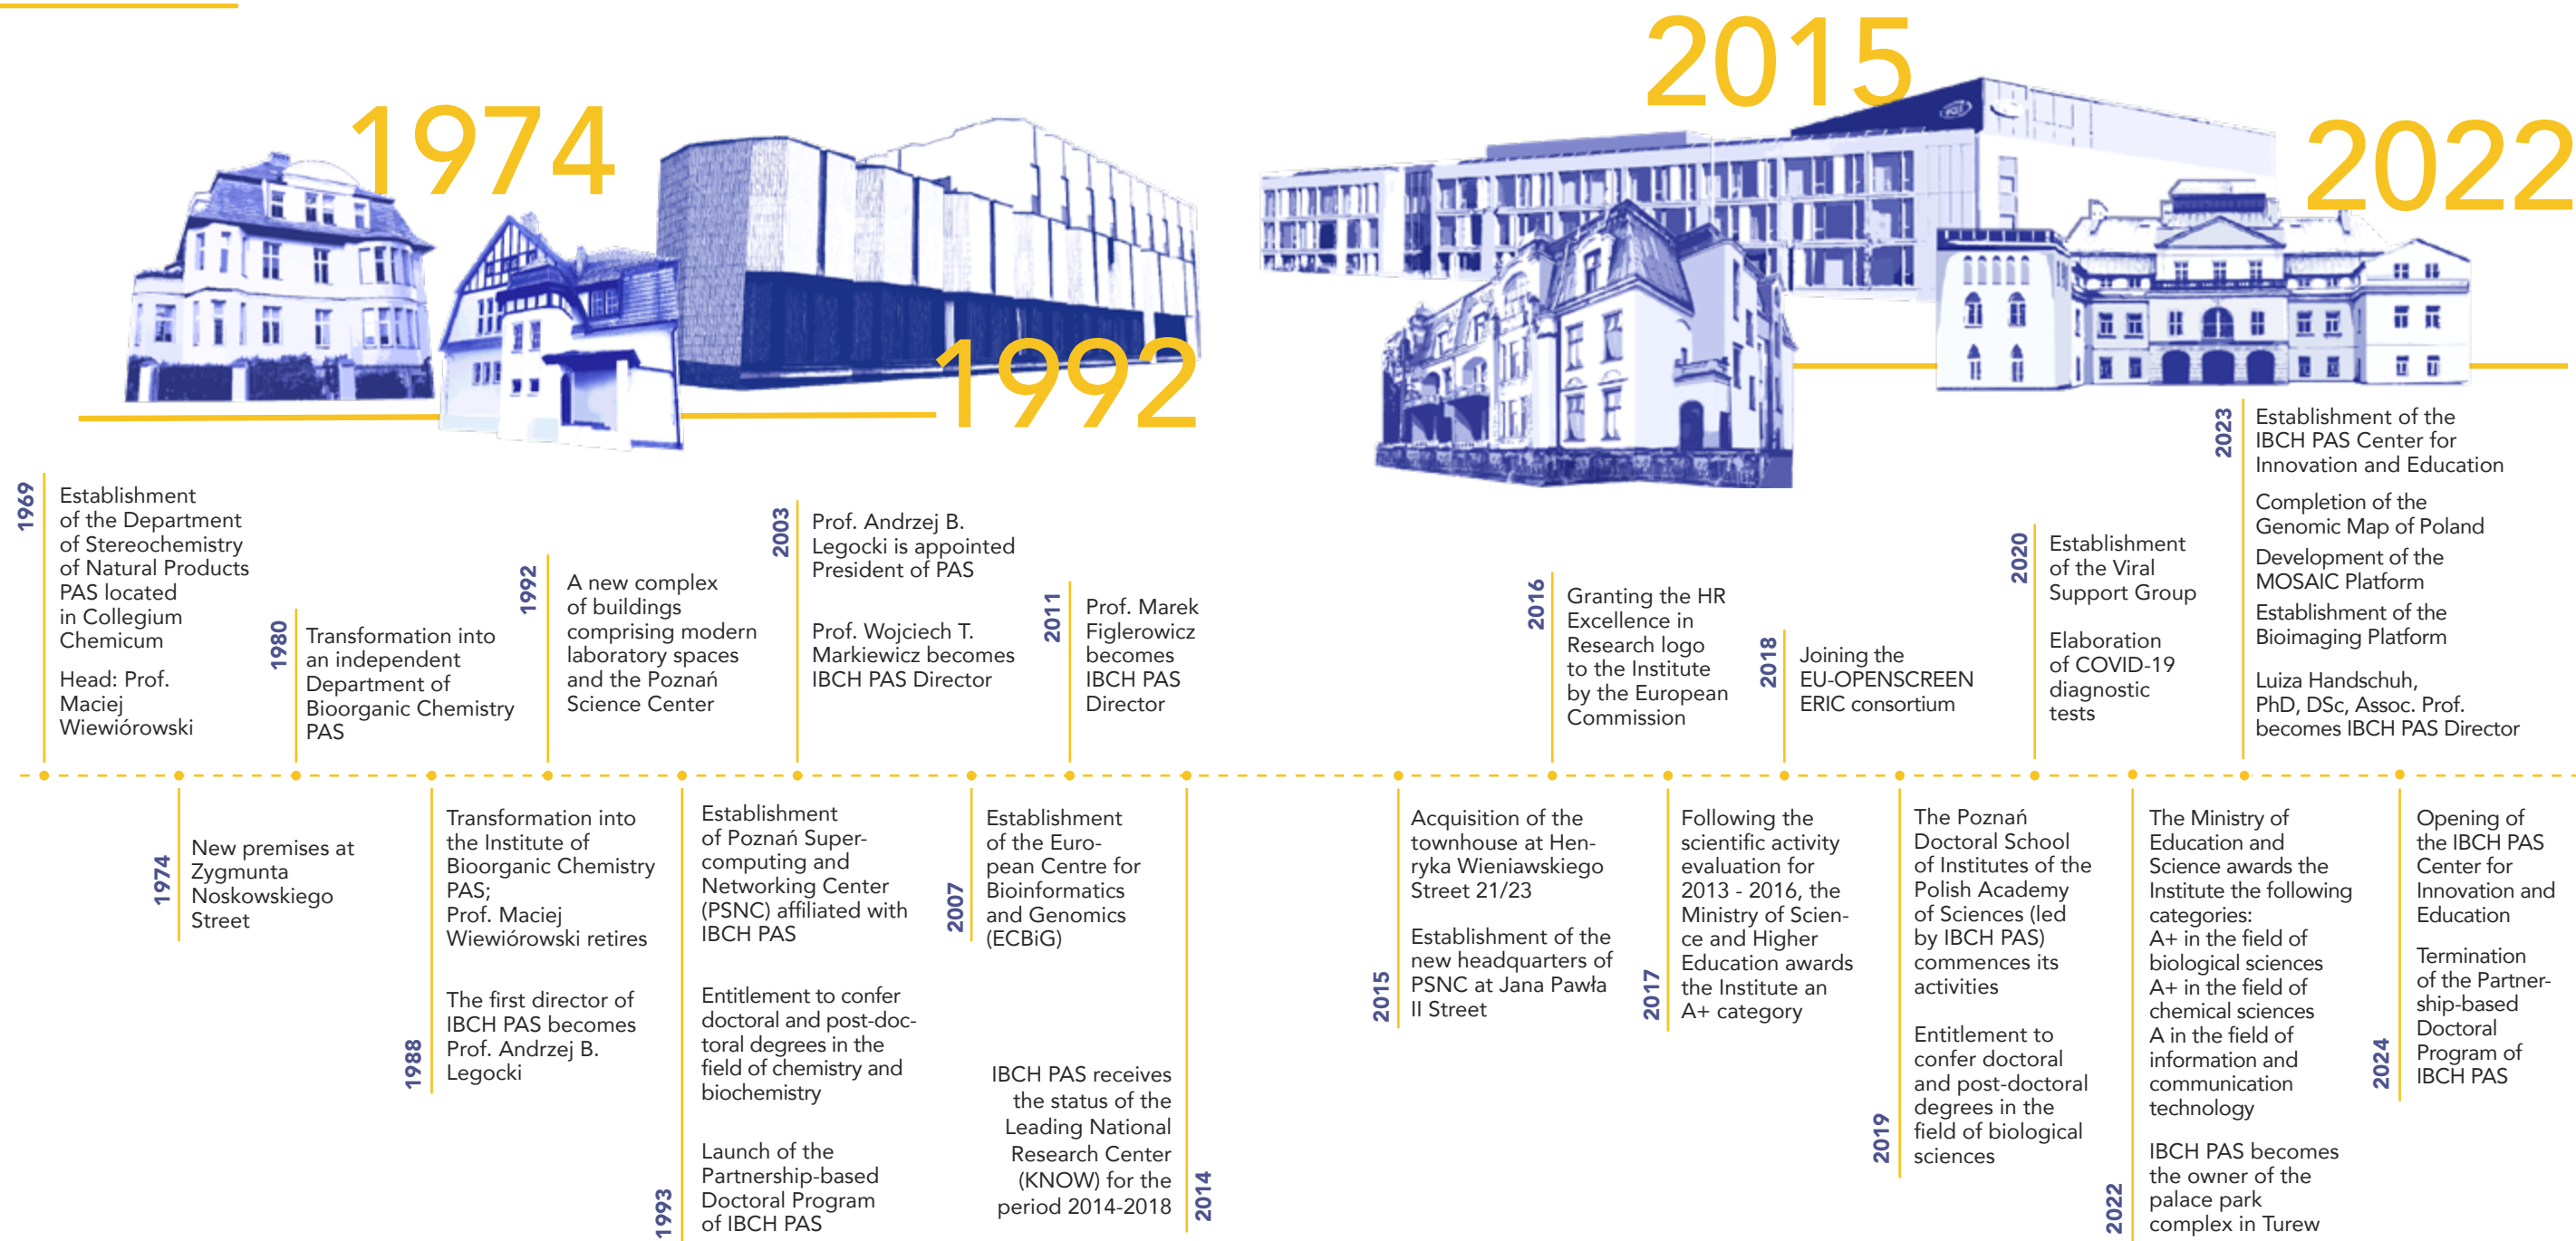 1974
1992
2015
2022
1969
Establishment
of the Department
of Stereochemistry
of Natural Products
PAS located
in Collegium
Chemicum
Head: Prof.
Maciej
Wiewiórowski
1974
New premises at
Zygmunta
Noskowskiego
Street
1980
Transformation into
an independent
Department of
Bioorganic Chemistry
PAS
1988
Transformation into
the Institute of
Bioorganic Chemistry
PAS;
Prof. Maciej
Wiewiórowski retires
The first director of
IBCH PAS becomes
Prof. Andrzej B.
Legocki
1992
A new complex
of buildings
comprising modern
laboratory spaces
and the Poznań
Science Center
1993
Establishment
of Poznań Super-
computing and
Networking Center
(PSNC) affiliated with
IBCH PAS
Entitlement to confer
doctoral and post-doc-
toral degrees in the
field of chemistry and
biochemistry
Launch of the
Partnership-based
Doctoral Program
of IBCH PAS
2003
Prof. Andrzej B.
Legocki is appointed
President of PAS
Prof. Wojciech T.
Markiewicz becomes
IBCH PAS Director
2007
Establishment
of the Euro-
pean Centre for
Bioinformatics
and Genomics
(ECBiG)
2011
Prof. Marek
Figlerowicz
becomes
IBCH PAS
Director
2014
IBCH PAS receives
the status of the
Leading National
Research Center
(KNOW) for the
period 2014-2018
2015
Acquisition of the
townhouse at Hen-
ryka Wieniawskiego
Street 21/23
Establishment of the
new headquarters of
PSNC at Jana Pawła
II Street
2016
Granting the HR
Excellence in
Research logo
to the Institute
by the European
Commission
2017
Following the
scientific activity
evaluation for
2013 - 2016, the
Ministry of Scien-
ce and Higher
Education awards
the Institute an
A+ category
2018
Joining the
EU-OPENSCREEN
ERIC consortium
2019
The Poznań
Doctoral School
of Institutes of the
Polish Academy
of Sciences (led
by IBCH PAS)
commences its
activities
Entitlement to
confer doctoral
and post-doctoral
degrees in the
field of biological
sciences
2020
Establishment
of the Viral
Support Group
Elaboration
of COVID-19
diagnostic
tests
2022
The Ministry of
Education and
Science awards the
Institute the following
categories:
A+ in the field of
biological sciences
A+ in the field of
chemical sciences
A in the field of
information and
communication
technology
IBCH PAS becomes
the owner of the
palace park
complex in Turew
2023
Establishment of the
IBCH PAS Center for
Innovation and Education
Completion of the
Genomic Map of Poland
Development of the
MOSAIC Platform
Establishment of the
Bioimaging Platform
Luiza Handschuh,
PhD, DSc, Assoc. Prof.
becomes IBCH PAS Director
2024
Opening of
the IBCH PAS
Center for
Innovation and
Education
Termination
of the Partner-
ship-based
Doctoral
Program of
IBCH PAS